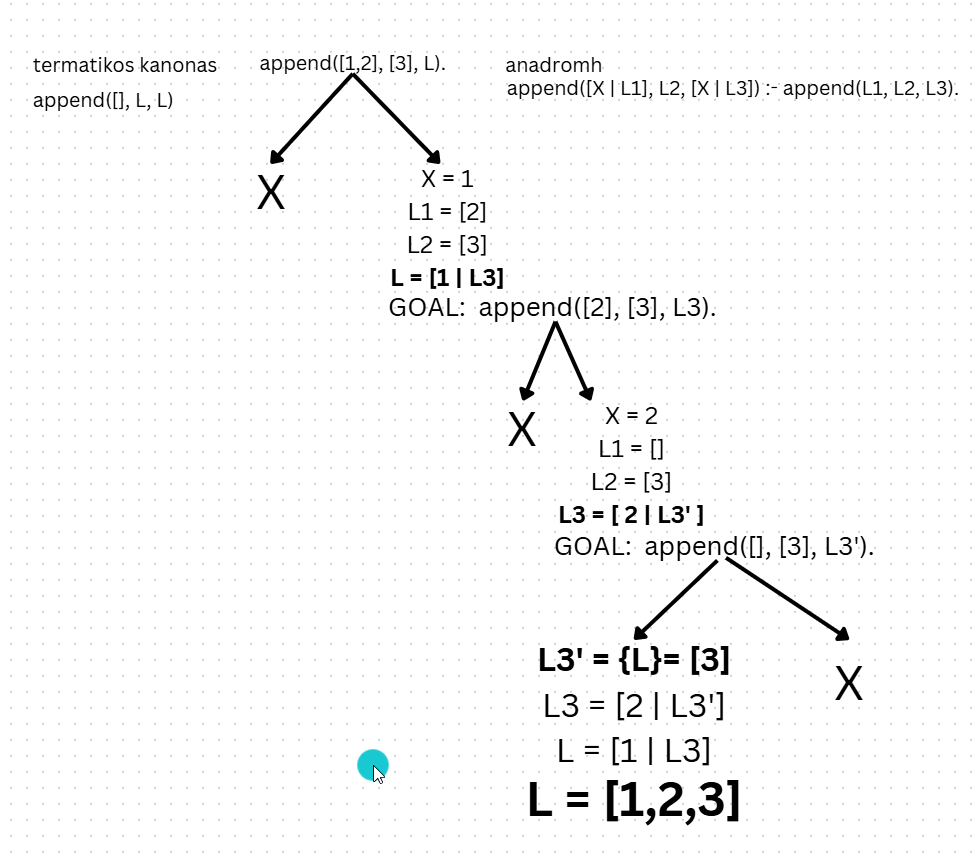 termatikos kanonas
append([], L, L)
append([1,2], [3], L).
anadromh
append([X | L1], L2, [X | L3]) :- append(L1, L2, L3).
X
X = 1
L1 = [2]
L2 = [3]
L = [1 | L3]
GOAL: append([2], [3], L3).
X
X = 2
L1 = []
L2 = [3]
L3 = [ 2 | L3' ]
GOAL: append([], [3], L3').
L3' = {L}= [3]
L3 = [2 | L3']
L = [1 | L3]
L = [1,2,3]
X